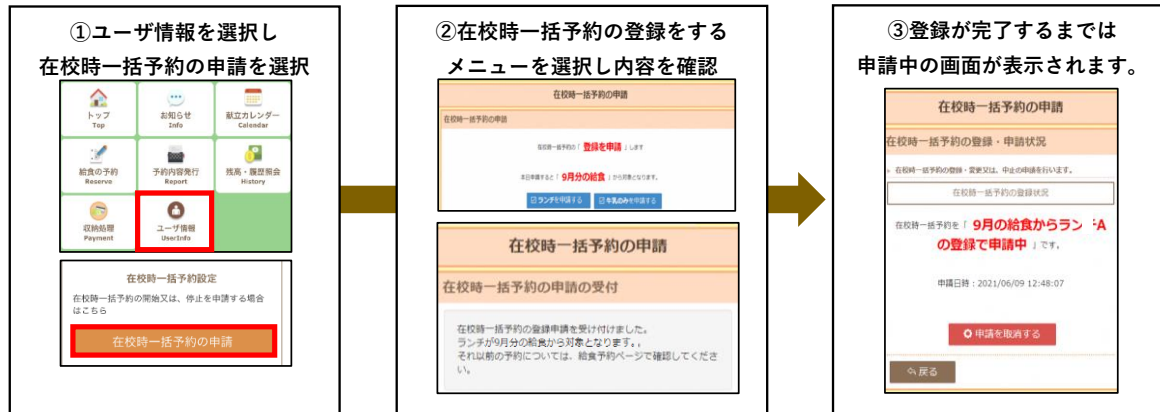 ①ユーザ情報を選択し
在校時一括予約の申請を選択
トップ
Top
お知らせ
Info
献立カレンダー
Calendar
給食の予約
Reserve
予約内容発行
Report
残高・履歴照会
History
収納処理
Payment
ユーザ情報
UserInfo
在校時一括予約設定
在校時一括予約の開始又は、停止を申請する場合
はこちら
在校時一括予約の申請
②在校時一括予約の登録をする
メニューを選択し内容を確認
在校時一括予約の申請
在校時一括予約の申請
在校時一括予約の「 登録を申請 」します
本日申請すると「 9月分の給食 」から対象となります。
ランチを申請する
牛乳のみを申請する
在校時一括予約の申請
在校時一括予約の申請の受付
在校時一括予約の登録申請を受け付けました。
ランチが9月分の給食から対象となります。
それ以前の予約については、給食予約ページで確認してくださ
い。
③登録が完了するまでは
申請中の画面が表示されます。
在校時一括予約の申請
在校時一括予約の登録・申請状況
» 在校時一括予約の登録・変更又は、中止の申請を行います。
在校時一括予約の登録状況
在校時一括予約を「 9月の給食からランチA
の登録で申請中 」です。
申請日時：2021/06/09 12:48:07
申請を取消する
戻る